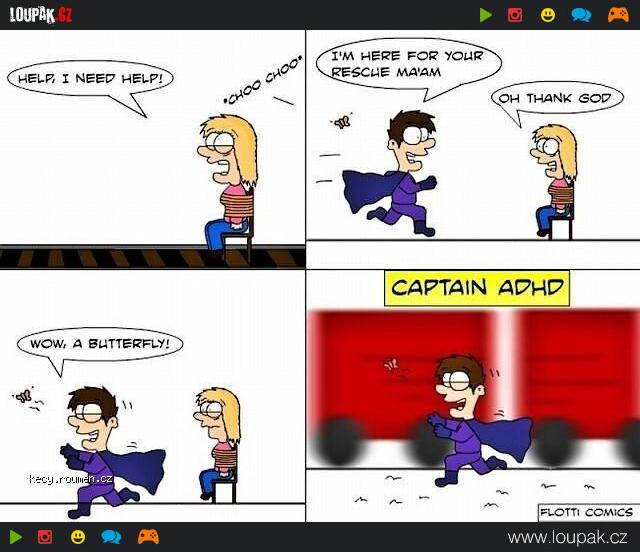 LOUPAK.CZ
HELP, I NEED HELP!
*CHOO CHOO*
I'M HERE FOR YOUR
RESCUE MA'AM
OH THANK GOD
WOW, A BUTTERFLY!
kecy.roumen.cz
CAPTAIN ADHD
FLOTTI COMICS
www.loupak.cz